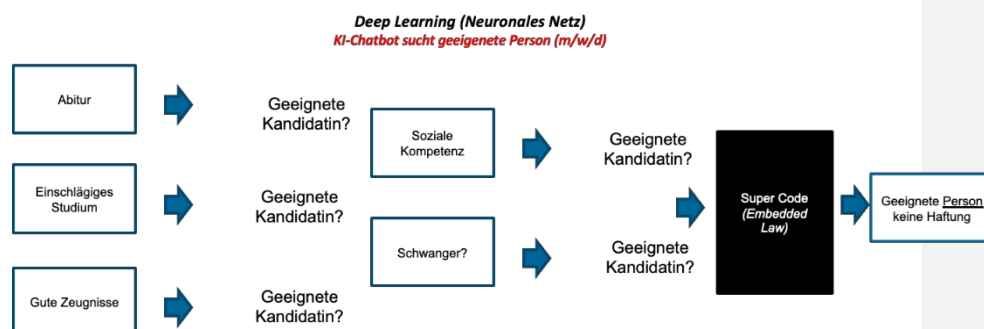 Deep Learning (Neuronales Netz)
KI-Chatbot sucht geeigenete Person (m/w/d)
Abitur
Geeignete
Kandidatin?
Soziale
Kompetenz
Geeignete
Kandidatin?
Einschlägiges
Studium
Geeignete
Kandidatin?
Super Code
(Embedded
Law)
Geeignete Person
keine Haftung
Schwanger?
Geeignete
Kandidatin?
Gute Zeugnisse
Geeignete
Kandidatin?